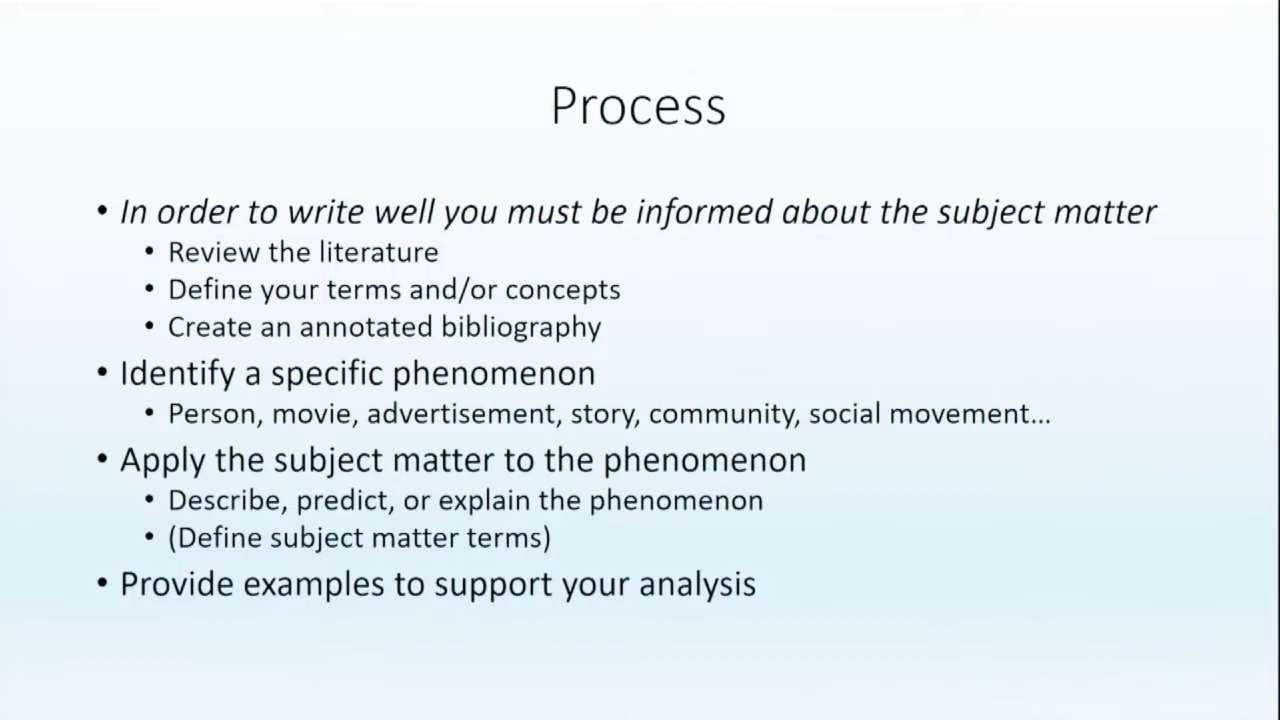 Process
• In order to write well you must be informed about the subject matter
• Review the literature
• Define your terms and/or concepts
• Create an annotated bibliography
• Identify a specific phenomenon
• Person, movie, advertisement, story, community, social movement...
• Apply the subject matter to the phenomenon
• Describe, predict, or explain the phenomenon
• (Define subject matter terms)
• Provide examples to support your analysis